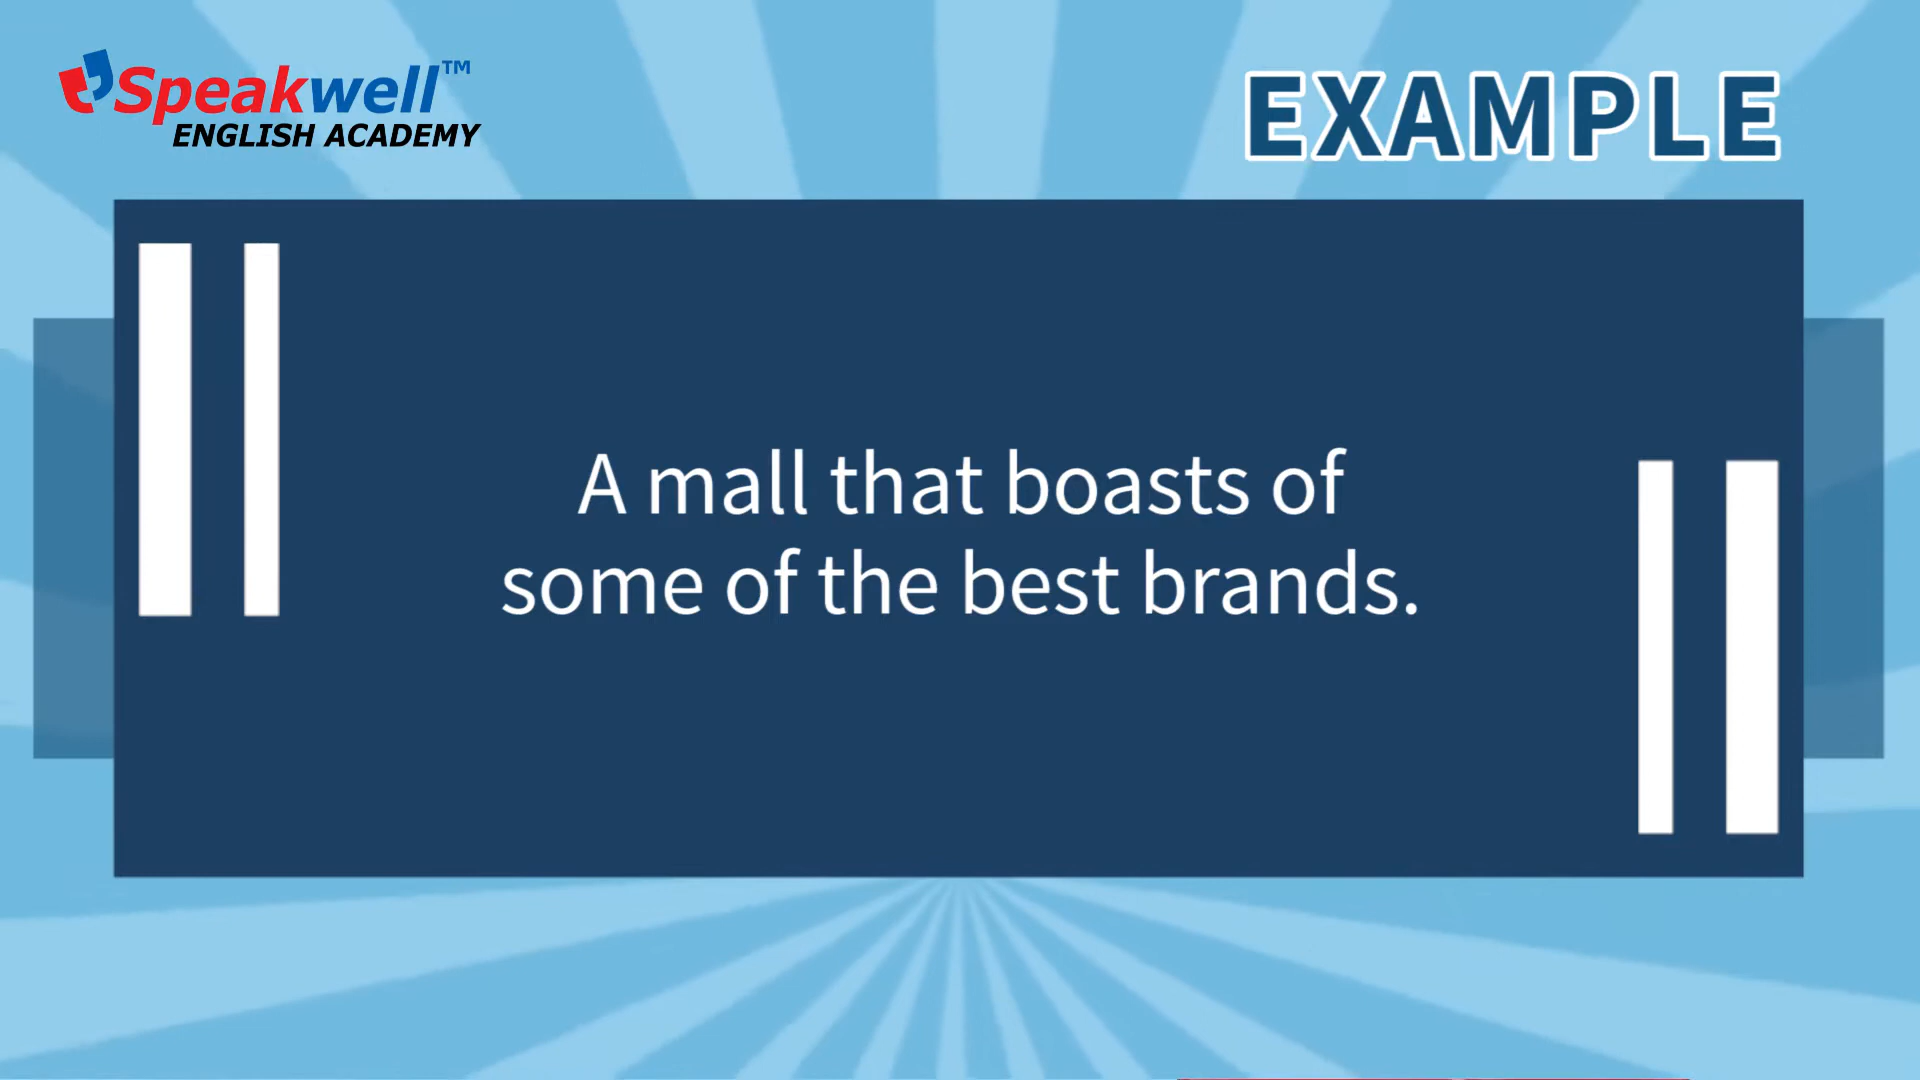 Speakwell™
ENGLISH ACADEMY
EXAMPLE
A mall that boasts of
some of the best brands.